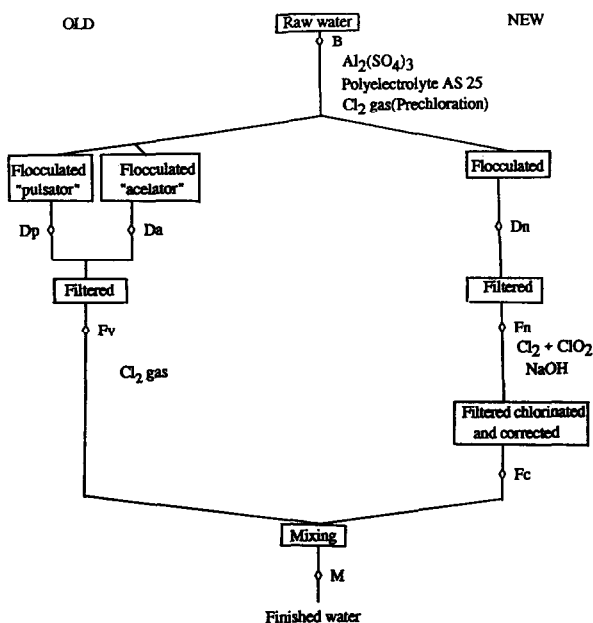 OLD
Raw water
NEW
B
Al2(SO4)3
Polyelectrolyte AS 25
Cl2 gas(Prechloration)
Flocculated
"pulsator"
Flocculated
"acelator"
Flocculated
Dp
Da
Dn
Filtered
Filtered
Fv
Fn
Cl2 gas
Cl2 + ClO2
NaOH
Filtered chlorinated
and corrected
Fc
Mixing
M
Finished water